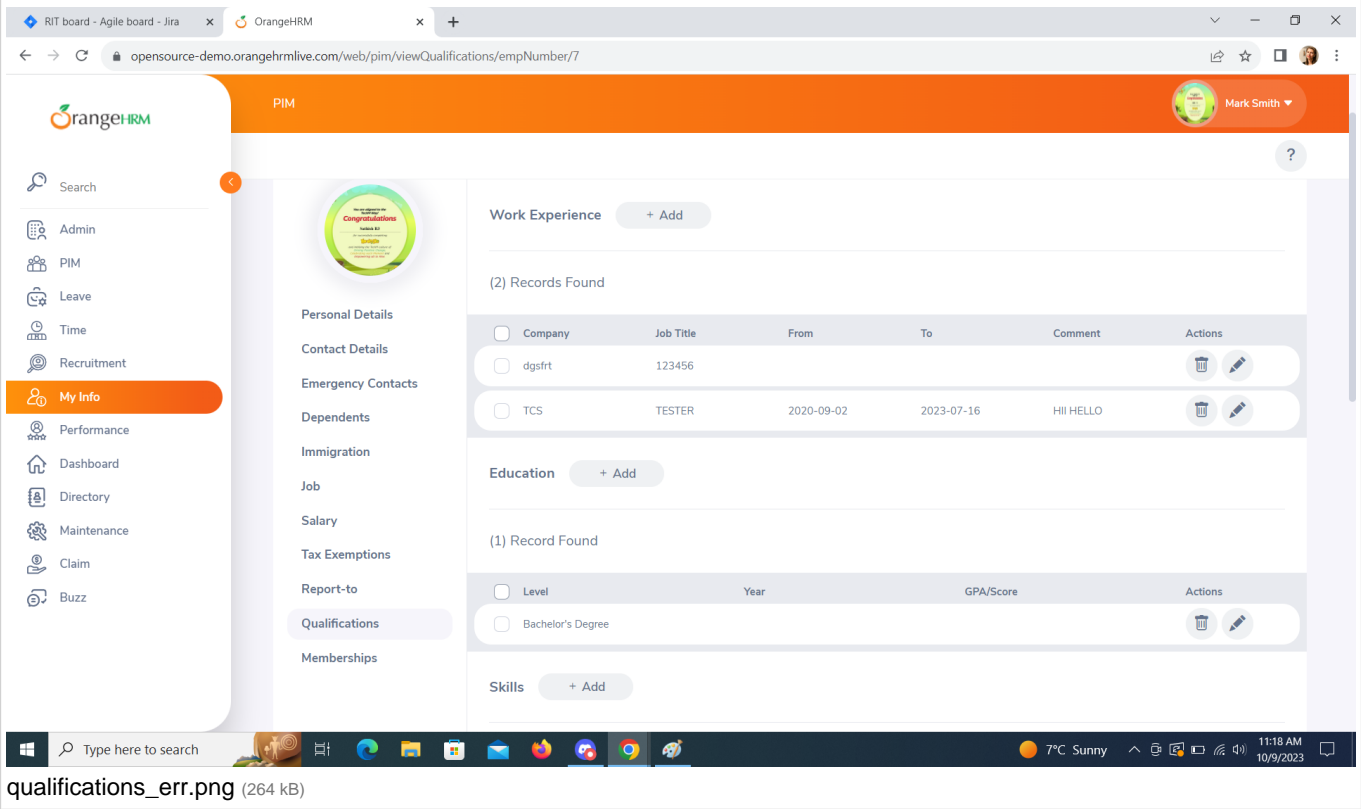 RIT board - Agile board - Jira
OrangeHRM
opensource-demo.orangehrmlive.com/web/pim/viewQualifications/empNumber/7
OrangeHRM
PIM
Mark Smith
?
Search
Admin
PIM
Leave
Time
Recruitment
My Info
Performance
Dashboard
Directory
Maintenance
Claim
Buzz
Congratulations
Personal Details
Contact Details
Emergency Contacts
Dependents
Immigration
Job
Salary
Tax Exemptions
Report-to
Qualifications
Memberships
Work Experience + Add
(2) Records Found
Company Job Title From To Comment Actions
dgsfrt 123456
TCS TESTER 2020-09-02 2023-07-16 HII HELLO
Education + Add
(1) Record Found
Level Year GPA/Score Actions
Bachelor's Degree
Skills + Add
Type here to search
7°C Sunny
11:18 AM
10/9/2023
qualifications_err.png (264 kB)